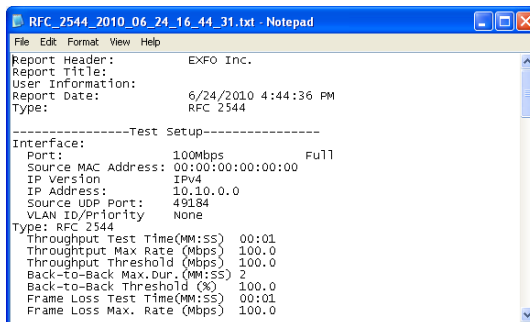 RFC_2544_2010_06_24_16_44_31.txt - Notepad
File Edit Format View Help
Report Header: EXFO Inc.
Report Title:
User Information:
Report Date: 6/24/2010 4:44:36 PM
Type: RFC 2544
----------------Test Setup----------------
Interface:
Port: 100Mbps Full
Source MAC Address: 00:00:00:00:00:00
IP Version IPv4
IP Address: 10.10.0.0
Source UDP Port: 49184
VLAN ID/Priority None
Type: RFC 2544
Throughput Test Time(MM:SS) 00:01
Throughtput Max Rate (Mbps) 100.0
Throughput Threshold (Mbps) 100.0
Back-to-Back Max.Dur.(MM:SS) 2
Back-to-Back Threshold (%) 100.0
Frame Loss Test Time(MM:SS) 00:01
Frame Loss Max. Rate (Mbps) 100.0